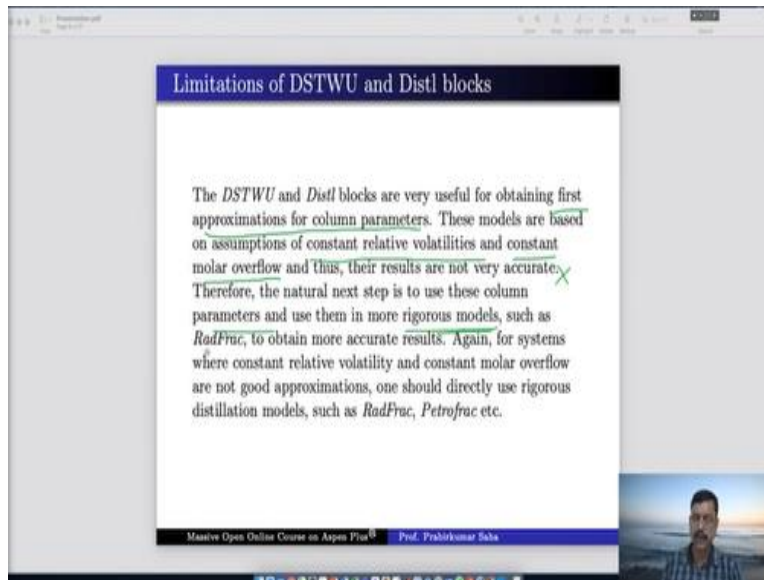 Limitations of DSTWU and Distl blocks
The DSTWU and Distl blocks are very useful for obtaining first
approximations for column parameters. These models are based
on assumptions of constant relative volatilities and constant
molar overflow and thus, their results are not very accurate.
Therefore, the natural next step is to use these column
parameters and use them in more rigorous models, such as
RadFrac, to obtain more accurate results. Again, for systems
where constant relative volatility and constant molar overflow
are not good approximations, one should directly use rigorous
distillation models, such as RadFrac, Petrofrac etc.
Massive Open Online Course on Aspen Plus® Prof. Prabirkumar Saha